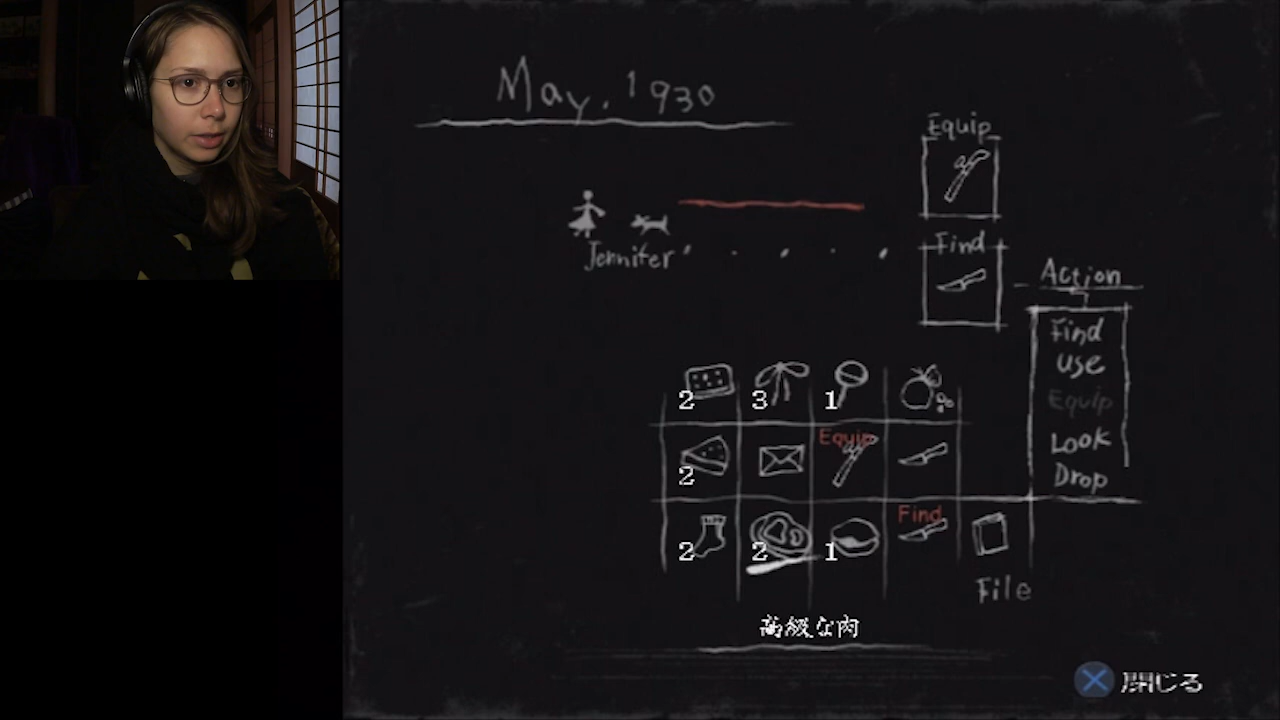 May. 1930
Equip
Jennifer
Find
Action
Find
Use
Equip
Look
Drop
2 3 1
Equip
2
Find
2 2 1
File
高級な肉
閉じる